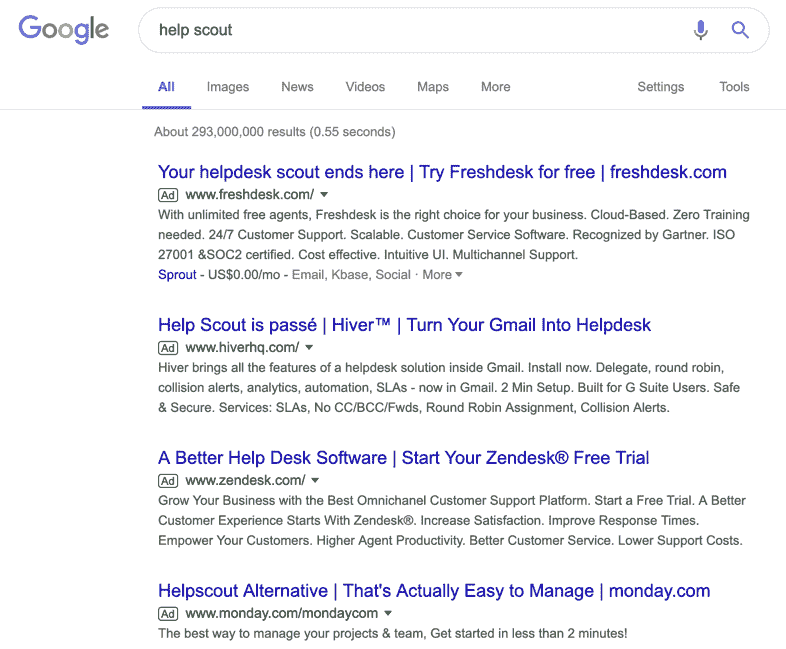 Google
help scout
All Images News Videos Maps More Settings Tools
About 293,000,000 results (0.55 seconds)
Your helpdesk scout ends here | Try Freshdesk for free | freshdesk.com
Ad www.freshdesk.com/
With unlimited free agents, Freshdesk is the right choice for your business. Cloud-Based. Zero Training
needed. 24/7 Customer Support. Scalable. Customer Service Software. Recognized by Gartner. ISO
27001 &SOC2 certified. Cost effective. Intuitive UI. Multichannel Support.
Sprout - US$0.00/mo - Email, Kbase, Social · More
Help Scout is passé | Hiver™ | Turn Your Gmail Into Helpdesk
Ad www.hiverhq.com/
Hiver brings all the features of a helpdesk solution inside Gmail. Install now. Delegate, round robin,
collision alerts, analytics, automation, SLAs - now in Gmail. 2 Min Setup. Built for G Suite Users. Safe
& Secure. Services: SLAs, No CC/BCC/Fwds, Round Robin Assignment, Collision Alerts.
A Better Help Desk Software | Start Your Zendesk® Free Trial
Ad www.zendesk.com/
Grow Your Business with the Best Omnichanel Customer Support Platform. Start a Free Trial. A Better
Customer Experience Starts With Zendesk®. Increase Satisfaction. Improve Response Times.
Empower Your Customers. Higher Agent Productivity. Better Customer Service. Lower Support Costs.
Helpscout Alternative | That's Actually Easy to Manage | monday.com
Ad www.monday.com/mondaycom
The best way to manage your projects & team, Get started in less than 2 minutes!